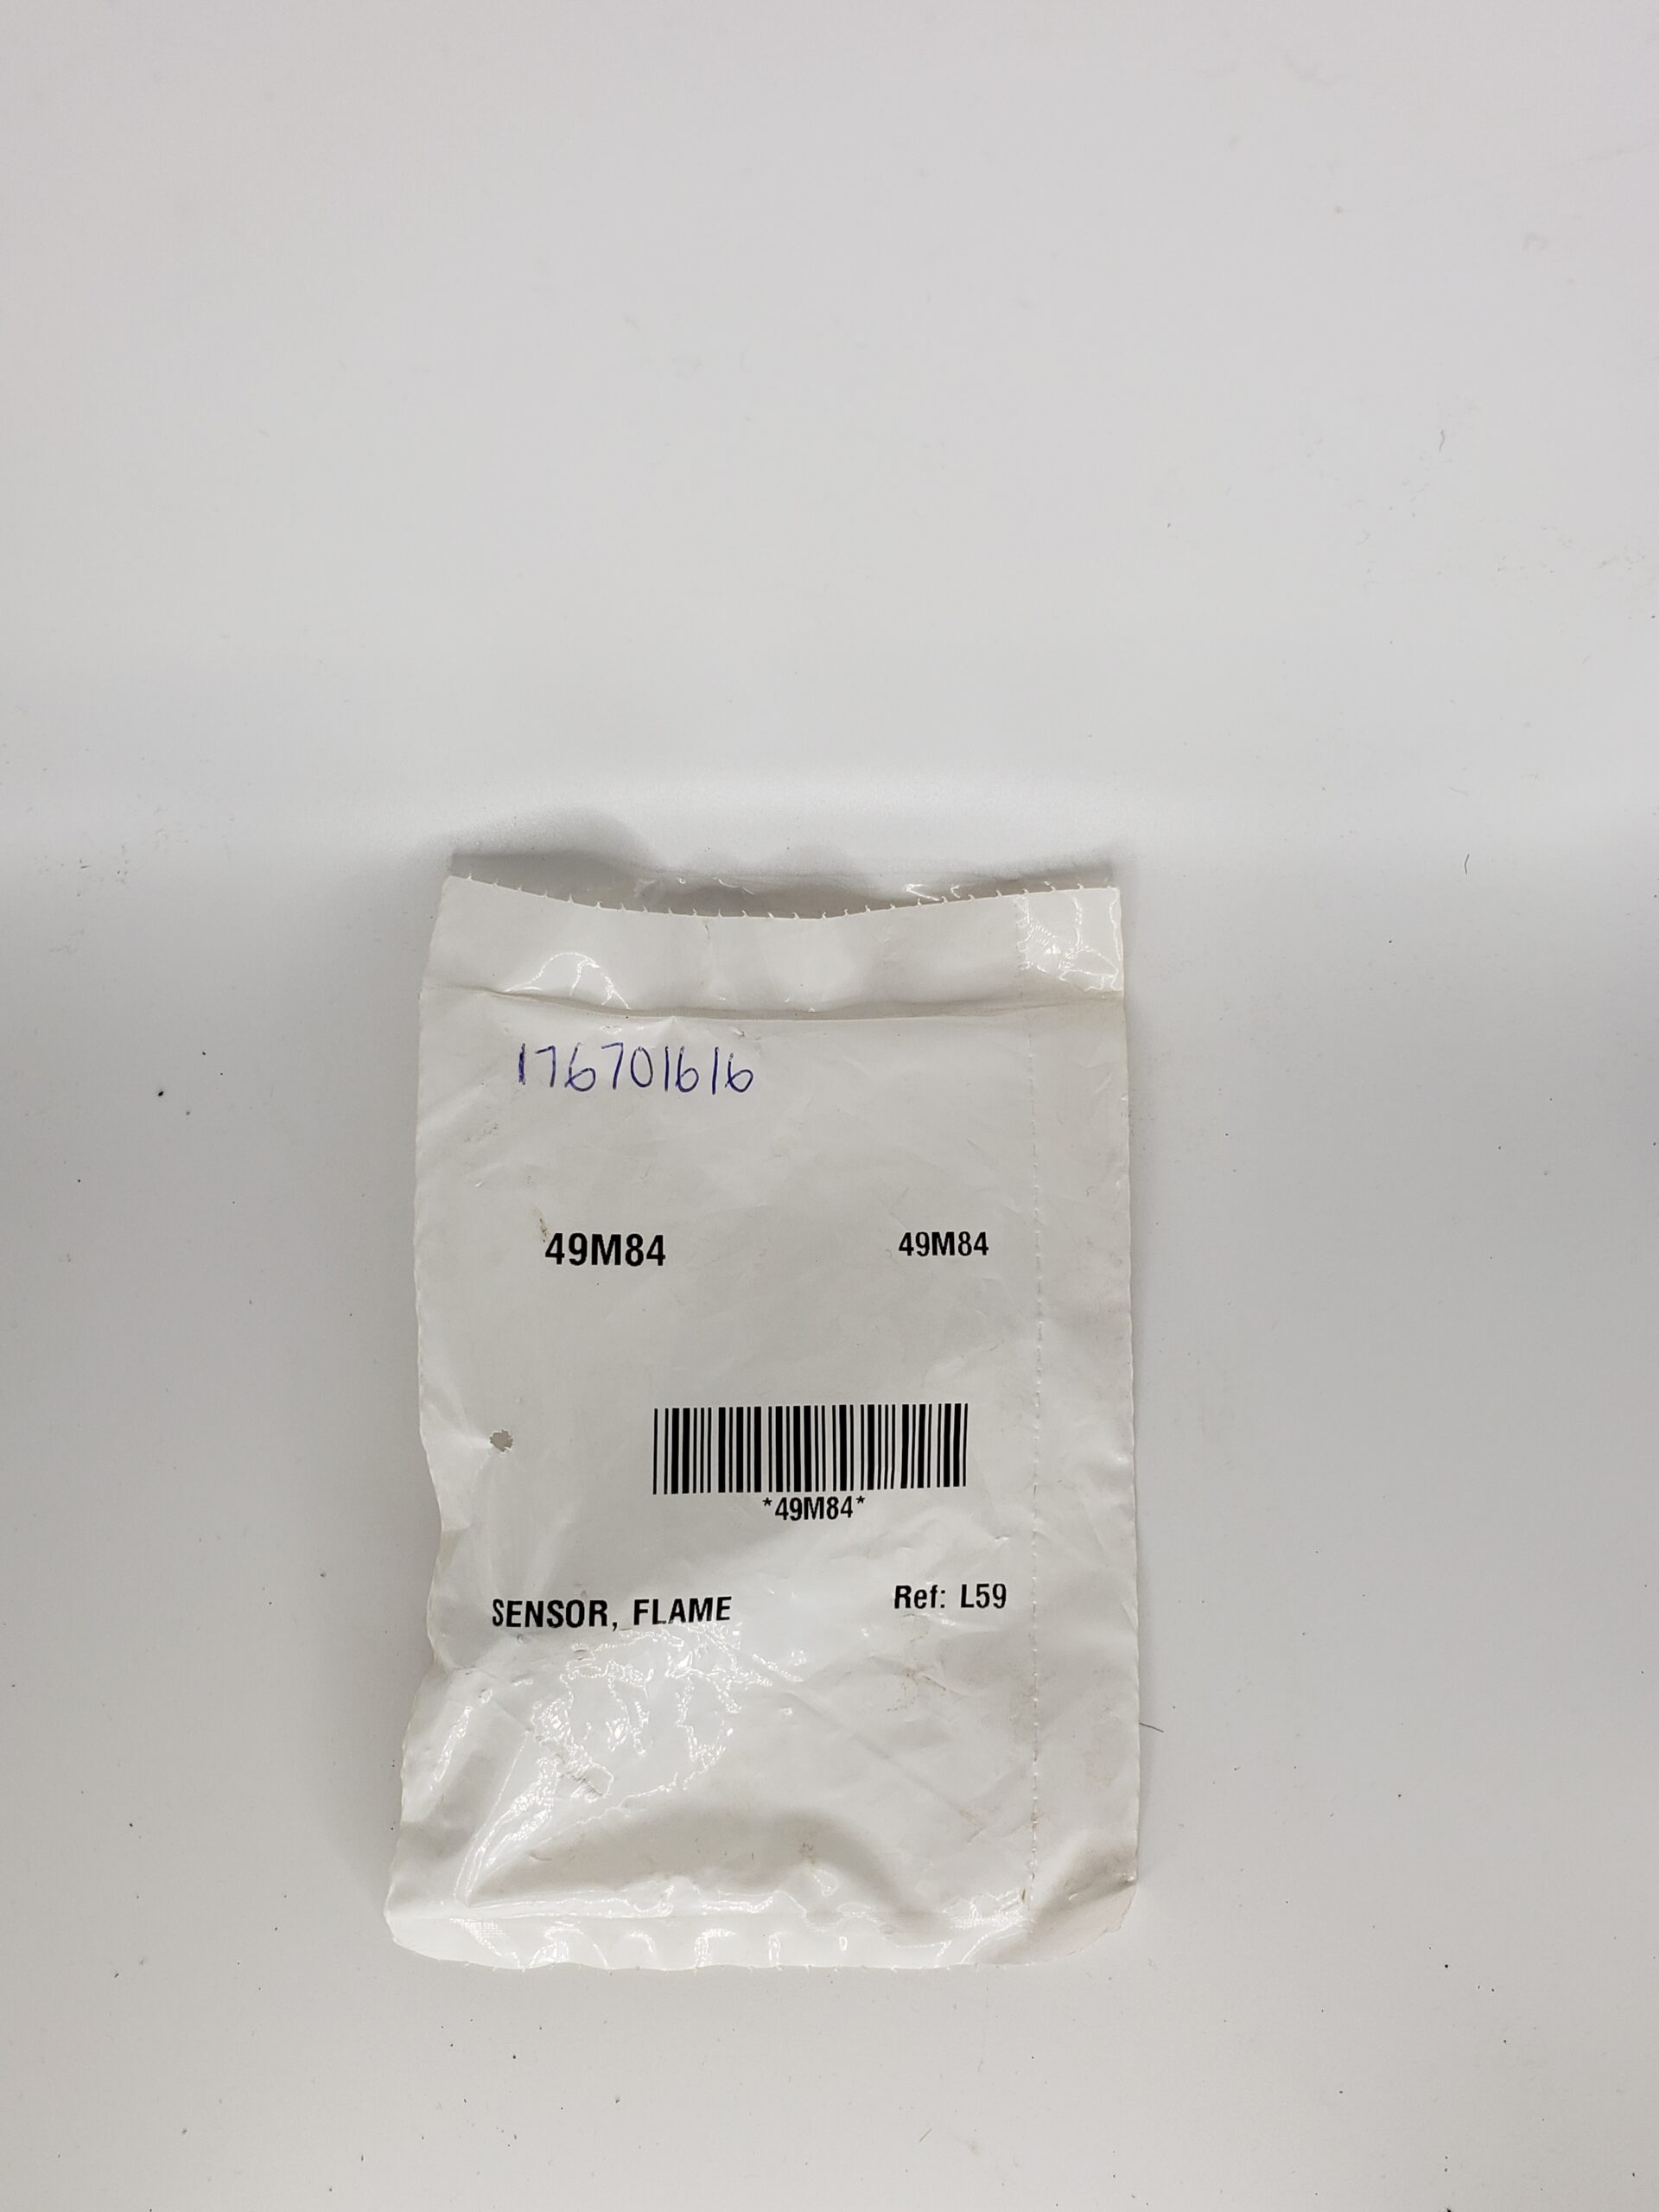 176701616
49M84 49M84
*49M84*
SENSOR, FLAME Ref: L59